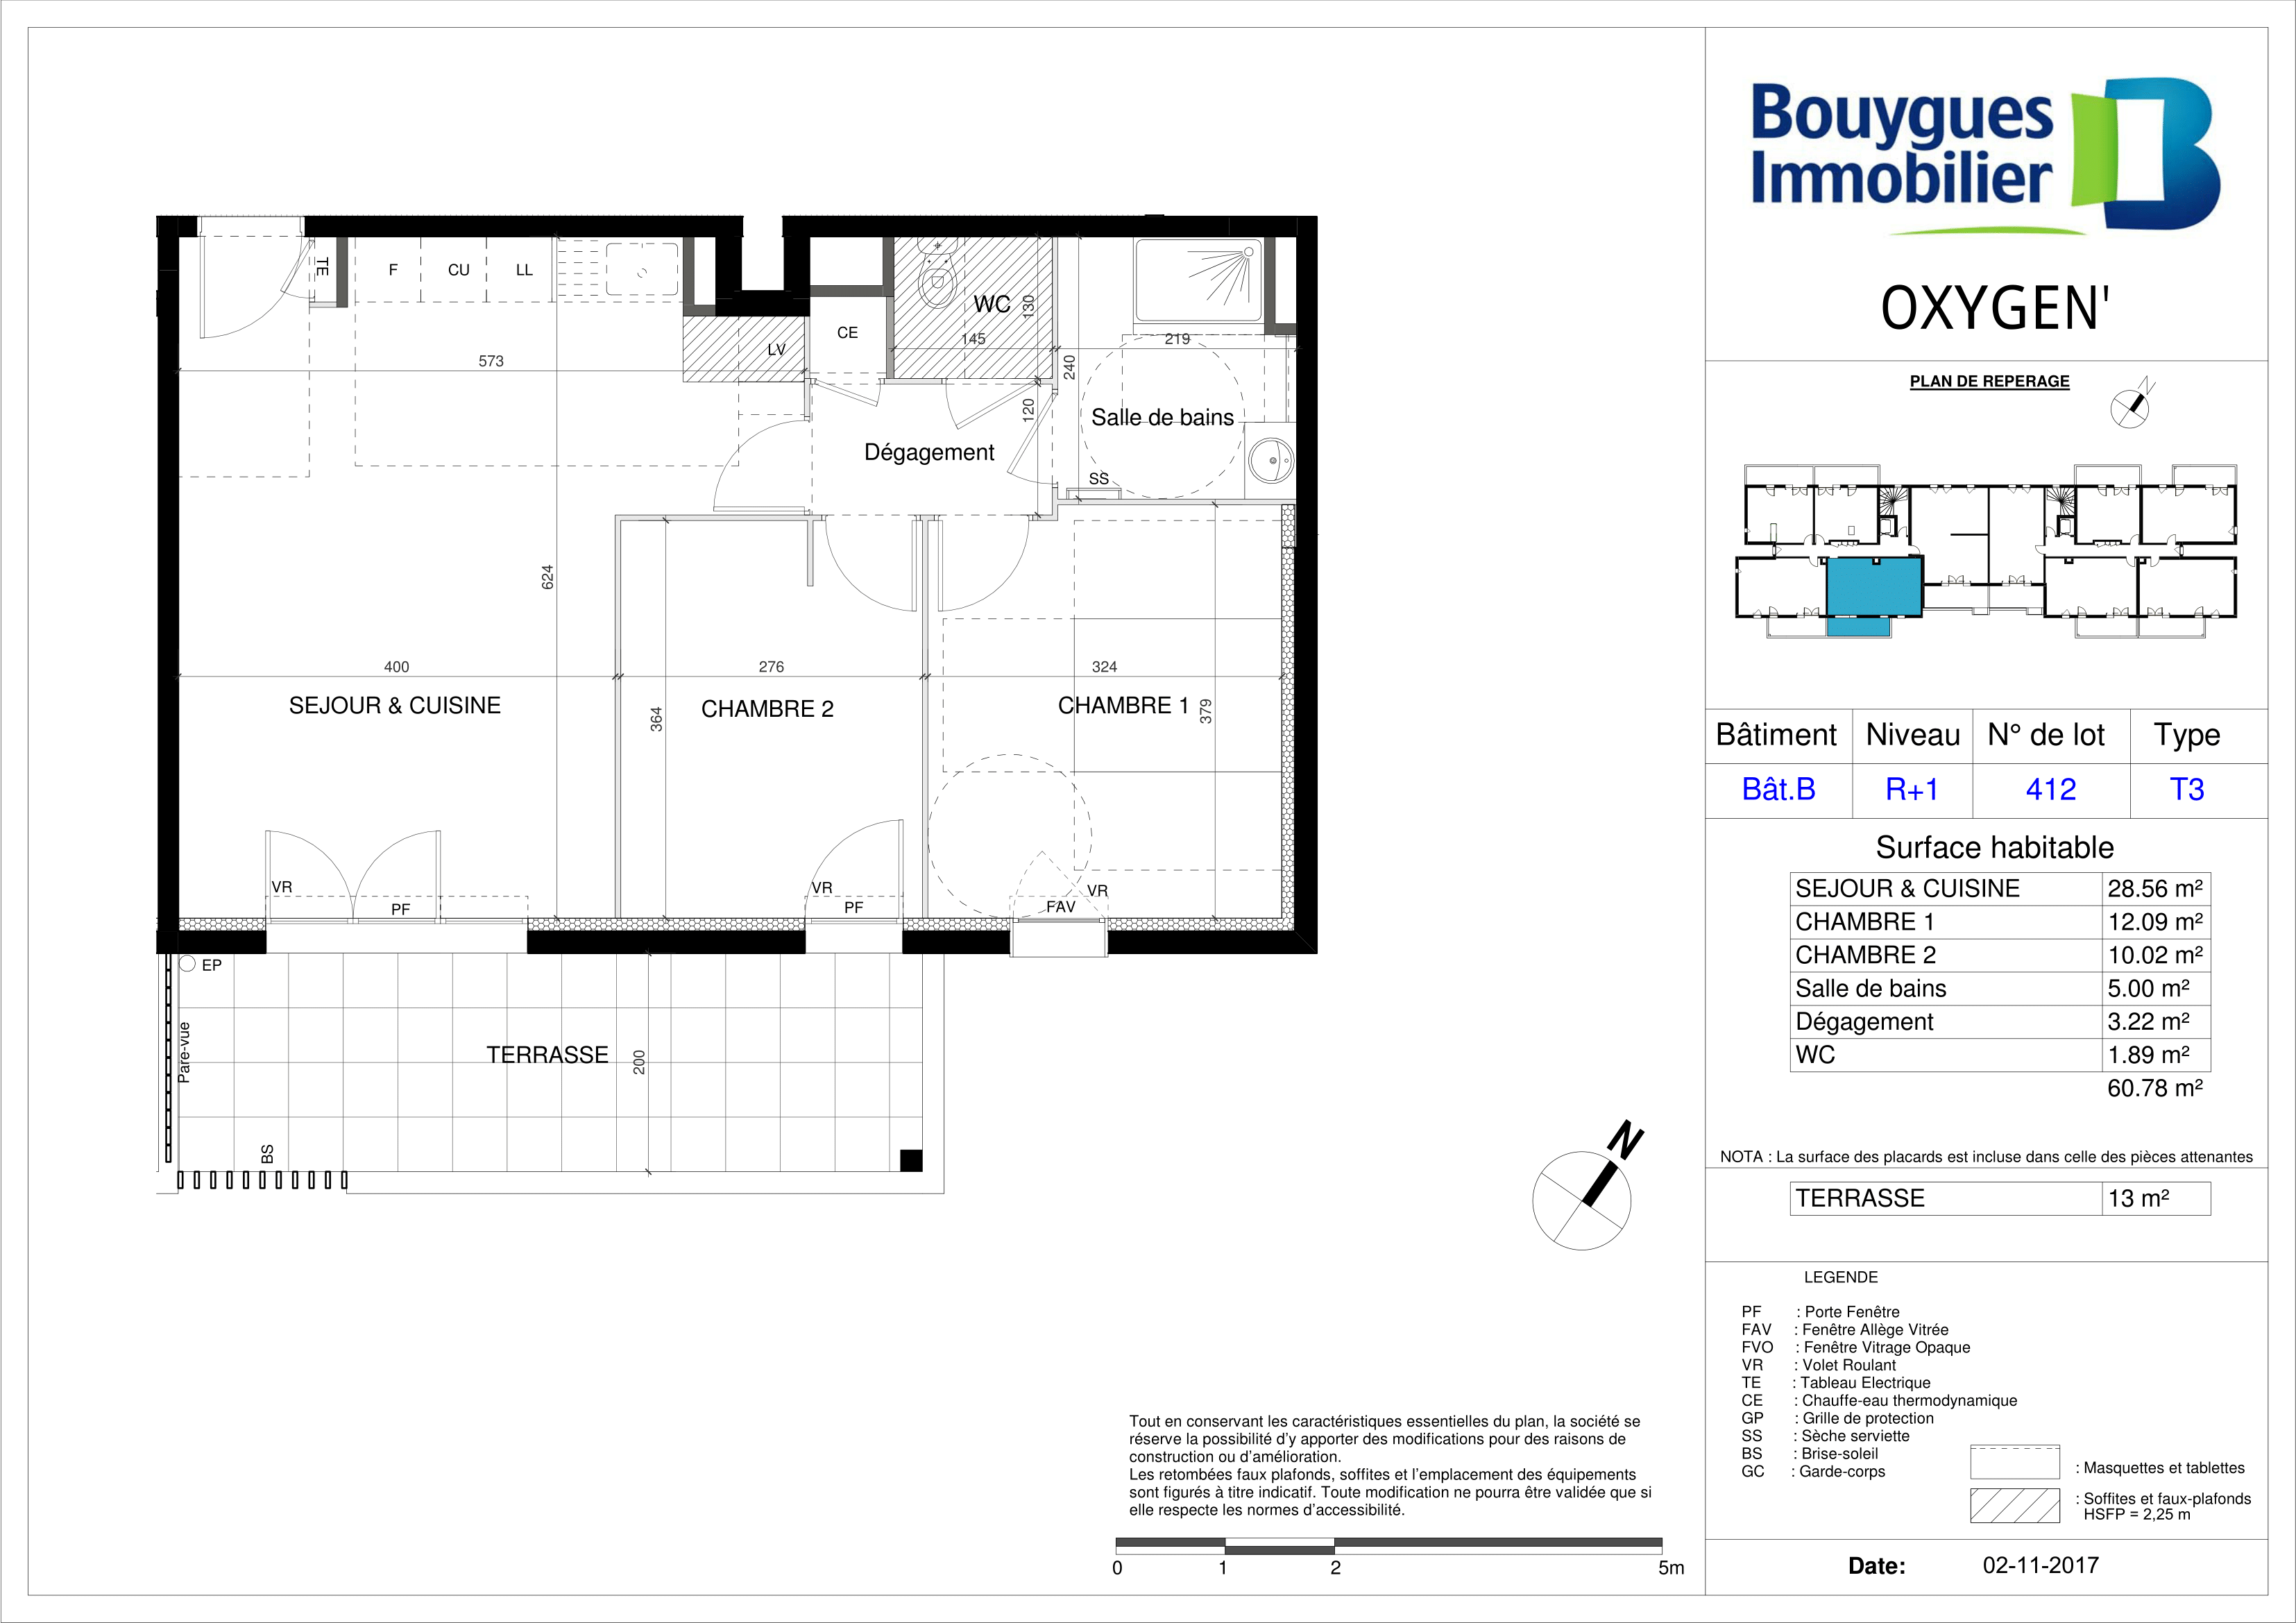 Bouygues
Immobilier
OXYGEN'
PLAN DE REPERAGE
N
Bâtiment Niveau N° de lot Type
Bât.B R+1 412 T3
Surface habitable
SEJOUR & CUISINE 28.56 m²
CHAMBRE 1 12.09 m²
CHAMBRE 2 10.02 m²
Salle de bains 5.00 m²
Dégagement 3.22 m²
WC 1.89 m²
60.78 m²
NOTA : La surface des placards est incluse dans celle des pièces attenantes
TERRASSE 13 m²
LEGENDE
PF : Porte Fenêtre
FAV : Fenêtre Allège Vitrée
FVO : Fenêtre Vitrage Opaque
VR : Volet Roulant
TE : Tableau Electrique
CE : Chauffe-eau thermodynamique
GP : Grille de protection
SS : Sèche serviette
BS : Brise-soleil
GC : Garde-corps
: Masquettes et tablettes
: Soffites et faux-plafonds
HSFP = 2,25 m
Date: 02-11-2017
TE
F
CU
LL
LV
CE
WC
130
145
219
240
573
120
Salle de bains
Dégagement
SS
624
400
276
324
SEJOUR & CUISINE
CHAMBRE 2
CHAMBRE 1
364
379
VR
PF
VR
PF
VR
FAV
EP
Pare-vue
TERRASSE
200
BS
N
Tout en conservant les caractéristiques essentielles du plan, la société se
réserve la possibilité d'y apporter des modifications pour des raisons de
construction ou d'amélioration.
Les retombées faux plafonds, soffites et l'emplacement des équipements
sont figurés à titre indicatif. Toute modification ne pourra être validée que si
elle respecte les normes d'accessibilité.
0 1 2 5m